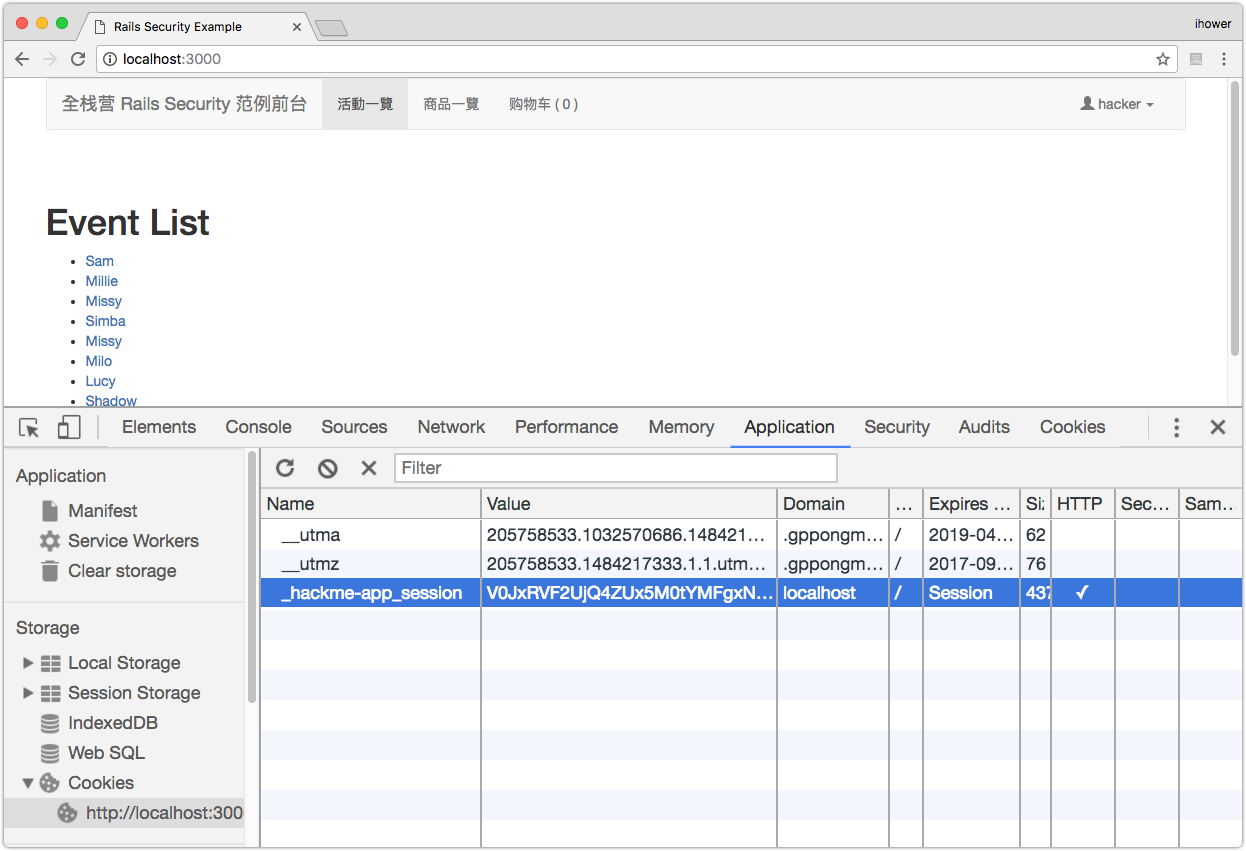 Rails Security Example
ihower
localhost:3000
全栈营 Rails Security 范例前台 活動一覽 商品一覽 购物车 ( 0 ) hacker
Event List
Sam
Millie
Missy
Simba
Missy
Milo
Lucy
Shadow
Elements Console Sources Network Performance Memory Application Security Audits Cookies
Application
Manifest
Service Workers
Clear storage
Storage
Local Storage
Session Storage
IndexedDB
Web SQL
Cookies
http://localhost:300
Filter
Name Value Domain ... Expires ... Siz HTTP Sec... Sam...
__utma 205758533.1032570686.148421... .gppongm... / 2019-04... 62
__utmz 205758533.1484217333.1.1.utm... .gppongm... / 2017-09... 76
_hackme-app_session V0JxRVF2UjQ4ZUx5M0tYMFgxN... localhost / Session 437 ✓